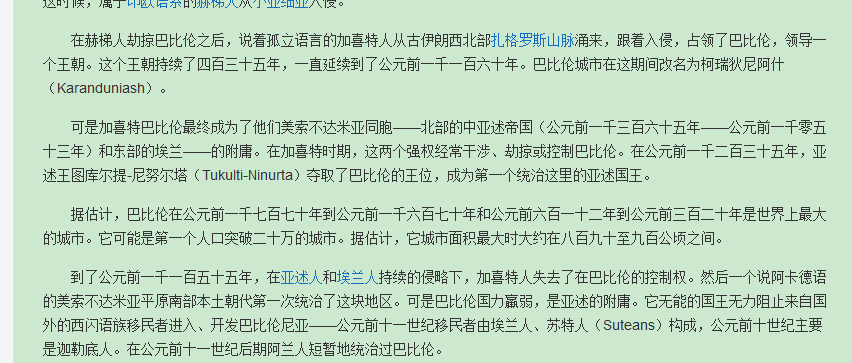 这时候，属于印欧语系的赫梯人从小亚细亚入侵。
在赫梯人劫掠巴比伦之后，说着孤立语言的加喜特人从古伊朗西北部扎格罗斯山脉涌来，跟着入侵，占领了巴比伦，领导一
个王朝。这个王朝持续了四百三十五年，一直延续到了公元前一千一百六十年。巴比伦城市在这期间改名为柯瑞狄尼阿什
（Karanduniash）。
可是加喜特巴比伦最终成为了他们美索不达米亚同胞——北部的中亚述帝国（公元前一千三百六十五年——公元前一千零五
十三年）和东部的埃兰——的附庸。在加喜特时期，这两个强权经常干涉、劫掠或控制巴比伦。在公元前一千二百三十五年，亚
述王图库尔提-尼努尔塔（Tukulti-Ninurta）夺取了巴比伦的王位，成为第一个统治这里的亚述国王。
据估计，巴比伦在公元前一千七百七十年到公元前一千六百七十年和公元前六百一十二年到公元前三百二十年是世界上最大
的城市。它可能是第一个人口突破二十万的城市。据估计，它城市面积最大时大约在八百九十至九百公顷之间。
到了公元前一千一百五十五年，在亚述人和埃兰人持续的侵略下，加喜特人失去了在巴比伦的控制权。然后一个说阿卡德语
的美索不达米亚平原南部本土朝代第一次统治了这块地区。可是巴比伦国力羸弱，是亚述的附庸。它无能的国王无力阻止来自国
外的西闪语族移民者进入、开发巴比伦尼亚——公元前十一世纪移民者由埃兰人、苏特人（Suteans）构成，公元前十世纪主要
是迦勒底人。在公元前十一世纪后期阿兰人短暂地统治过巴比伦。